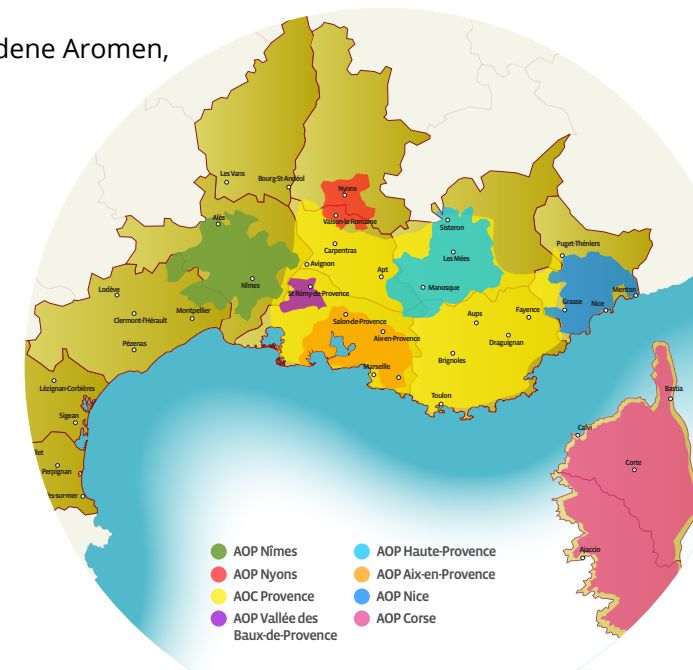 dene Aromen,
Les Vans
Bourg-St-Andéol
Nyons
Alès
Vaison-la-Romaine
Sisteron
Puget-Théniers
Carpentras
Avignon
Les Mées
Apt
Nîmes
Manosque
Menton
St Rémy de Provence
Lodève
Grasse
Nice
Clermont-l'Hérault
Montpellier
Salon-de-Provence
Aups
Fayence
Aix-en-Provence
Draguignan
Pézenas
Brignoles
Marseille
Lézignan-Corbières
Toulon
Bastia
Sigean
Calvi
llet
Perpignan
Corte
ès-sur-mer
Ajaccio
AOP Nîmes
AOP Nyons
AOC Provence
AOP Vallée des
Baux-de-Provence
AOP Haute-Provence
AOP Aix-en-Provence
AOP Nice
AOP Corse